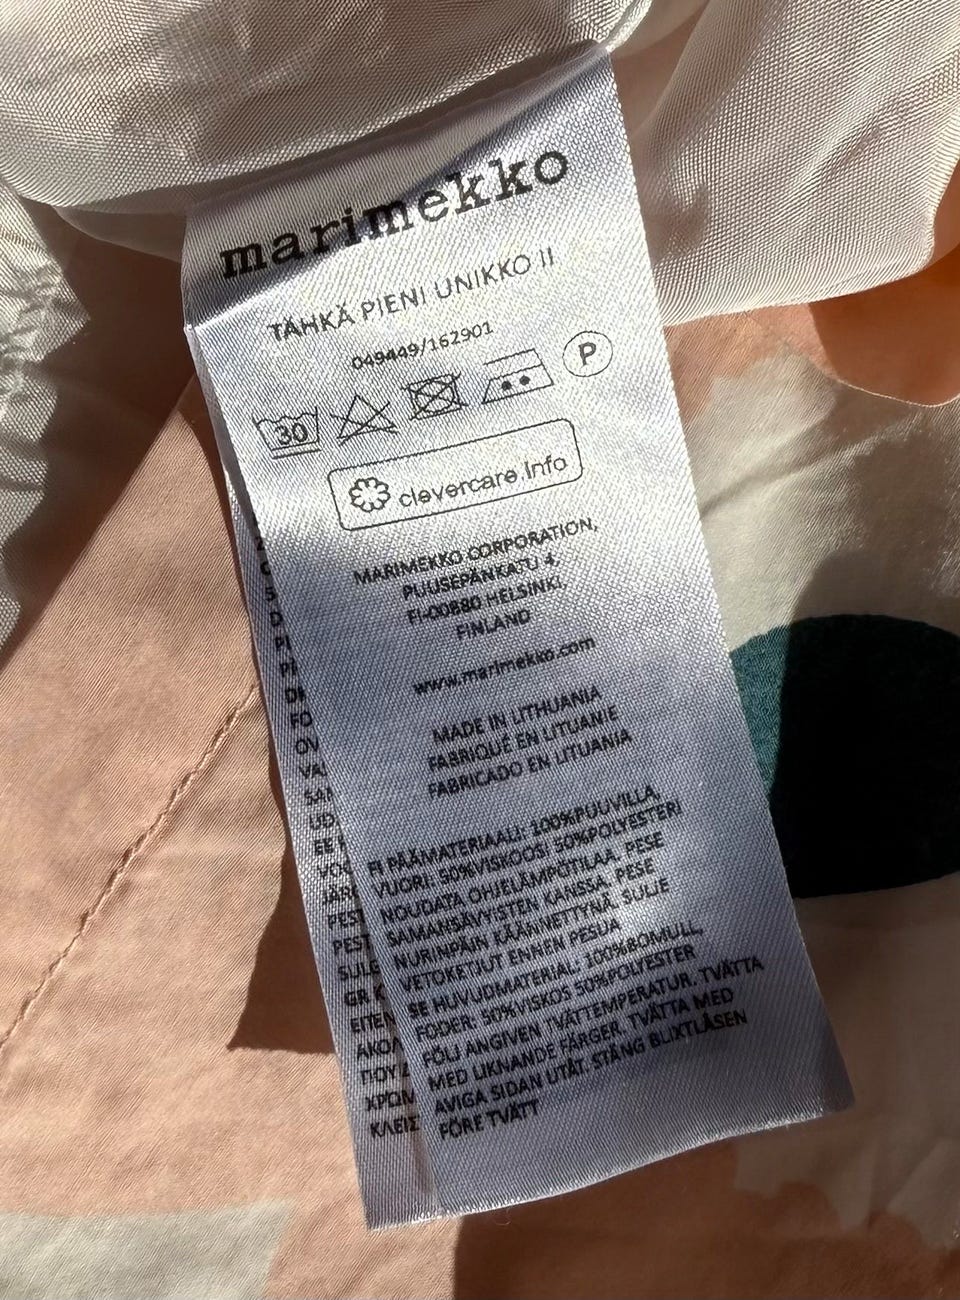 marimekko
TÄHKÄ PIENI UNIKKO II
049449/162901
30
P
clevercare.info
MARIMEKKO CORPORATION,
PUUSEPÄNKATU 4,
FI-00880 HELSINKI,
FINLAND
www.marimekko.com
MADE IN LITHUANIA
FABRIQUÉ EN LITUANIE
FABRICADO EN LITUANIA
FI PÄÄMATERIAALI: 100%PUUVILLA,
VUORI: 50%VISKOOSI 50%POLYESTERI
NOUDATA OHJELÄMPÖTILAA. PESE
SAMANSÄVYISTEN KANSSA. PESE
NURINPÄIN KÄÄNNETTYNÄ. SULJE
VETOKETJUT ENNEN PESUA
SE HUVUDMATERIAL: 100%BOMULL,
FODER: 50%VISKOS 50%POLYESTER
FÖLJ ANGIVEN TVÄTTEMPERATUR. TVÄTTA
MED LIKNANDE FÄRGER. TVÄTTA MED
AVIGA SIDAN UTÅT. STÄNG BLIXTLÅSEN
FÖRE TVÄTT